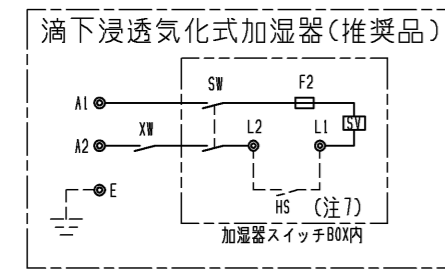 滴下浸透気化式加湿器(推奨品)
SW
F2
A1
SV
XW
L2
L1
A2
E
HS (注7)
加湿器スイッチBOX内